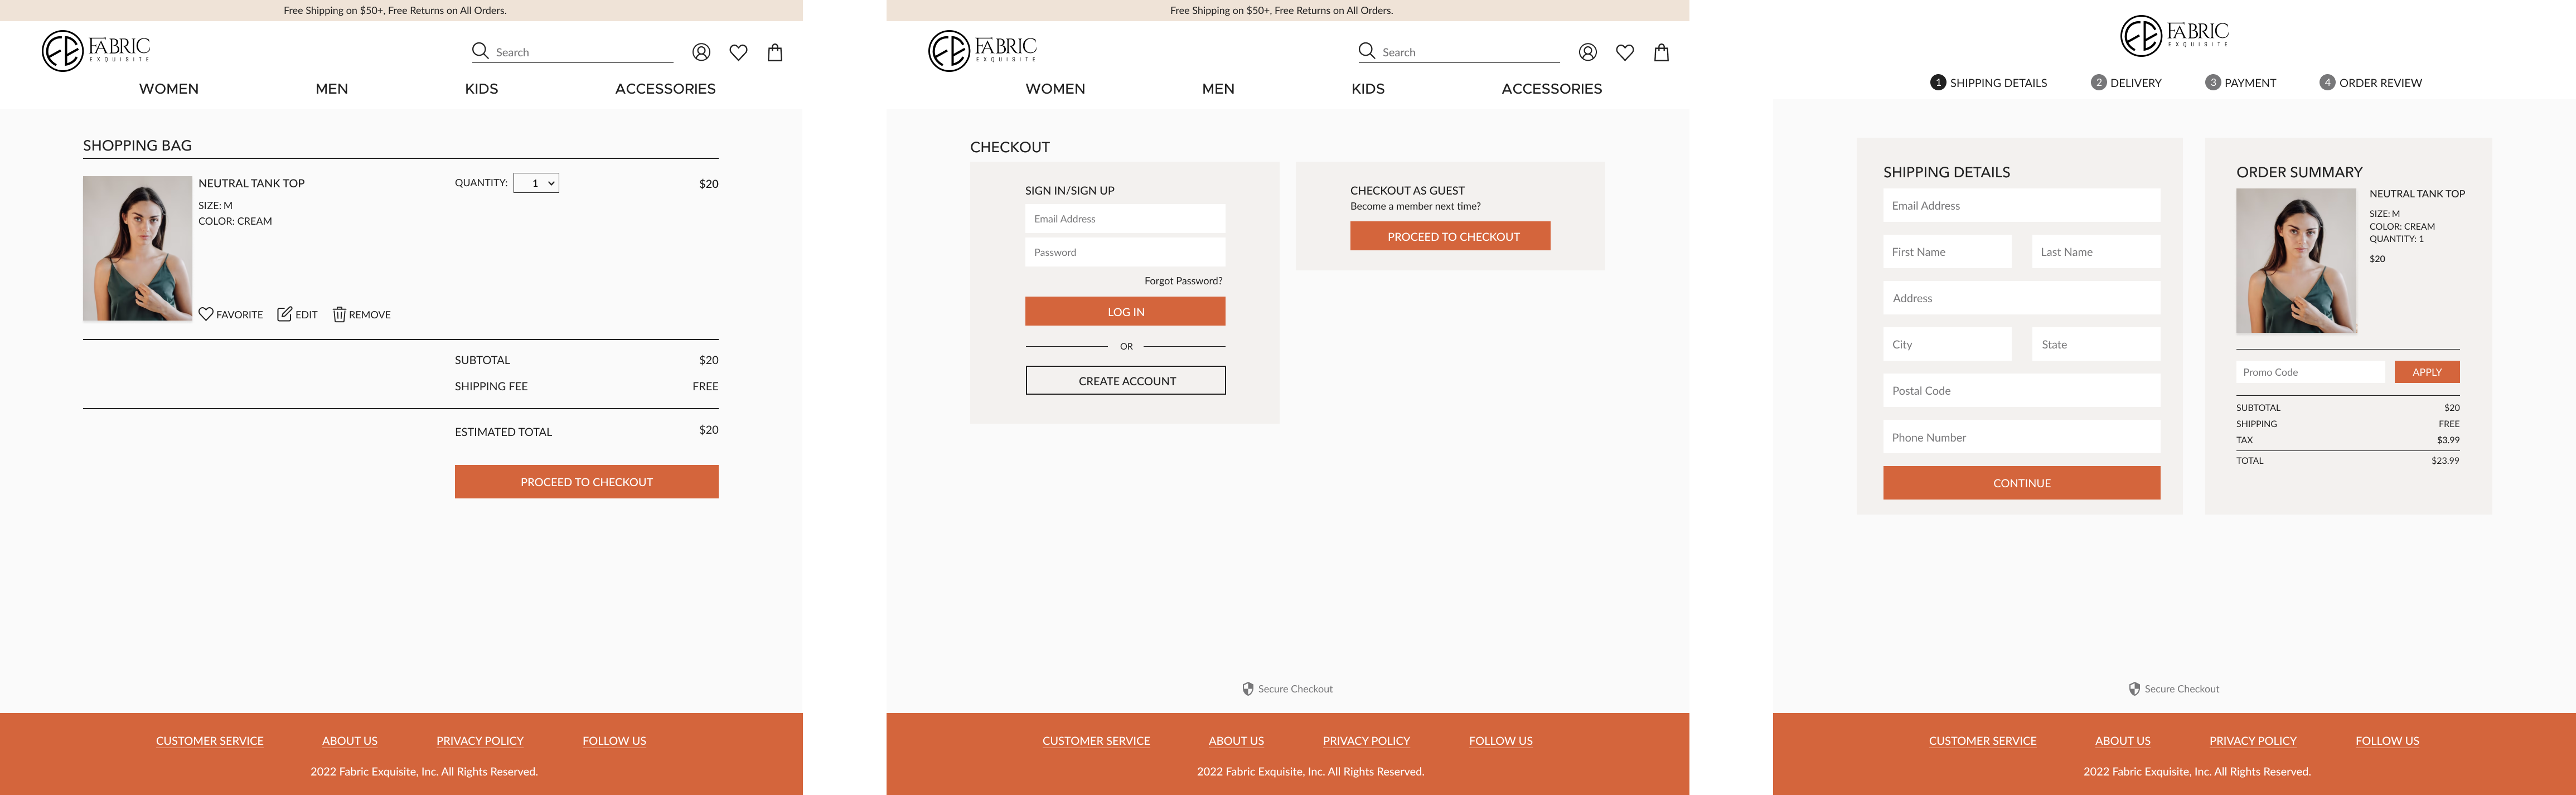 Free Shipping on $50+, Free Returns on All Orders.
FE FABRIC
EXQUISITE
Search
WOMEN MEN KIDS ACCESSORIES
SHOPPING BAG
NEUTRAL TANK TOP QUANTITY: 1 $20
SIZE: M
COLOR: CREAM
FAVORITE EDIT REMOVE
SUBTOTAL $20
SHIPPING FEE FREE
ESTIMATED TOTAL $20
PROCEED TO CHECKOUT
CUSTOMER SERVICE ABOUT US PRIVACY POLICY FOLLOW US
2022 Fabric Exquisite, Inc. All Rights Reserved.
Free Shipping on $50+, Free Returns on All Orders.
FE FABRIC
EXQUISITE
Search
WOMEN MEN KIDS ACCESSORIES
CHECKOUT
SIGN IN/SIGN UP
Email Address
Password
Forgot Password?
LOG IN
OR
CREATE ACCOUNT
CHECKOUT AS GUEST
Become a member next time?
PROCEED TO CHECKOUT
Secure Checkout
CUSTOMER SERVICE ABOUT US PRIVACY POLICY FOLLOW US
2022 Fabric Exquisite, Inc. All Rights Reserved.
FE FABRIC
EXQUISITE
1 SHIPPING DETAILS 2 DELIVERY 3 PAYMENT 4 ORDER REVIEW
SHIPPING DETAILS
Email Address
First Name Last Name
Address
City State
Postal Code
Phone Number
CONTINUE
ORDER SUMMARY
NEUTRAL TANK TOP
SIZE: M
COLOR: CREAM
QUANTITY: 1
$20
Promo Code APPLY
SUBTOTAL $20
SHIPPING FREE
TAX $3.99
TOTAL $23.99
Secure Checkout
CUSTOMER SERVICE ABOUT US PRIVACY POLICY FOLLOW US
2022 Fabric Exquisite, Inc. All Rights Reserved.